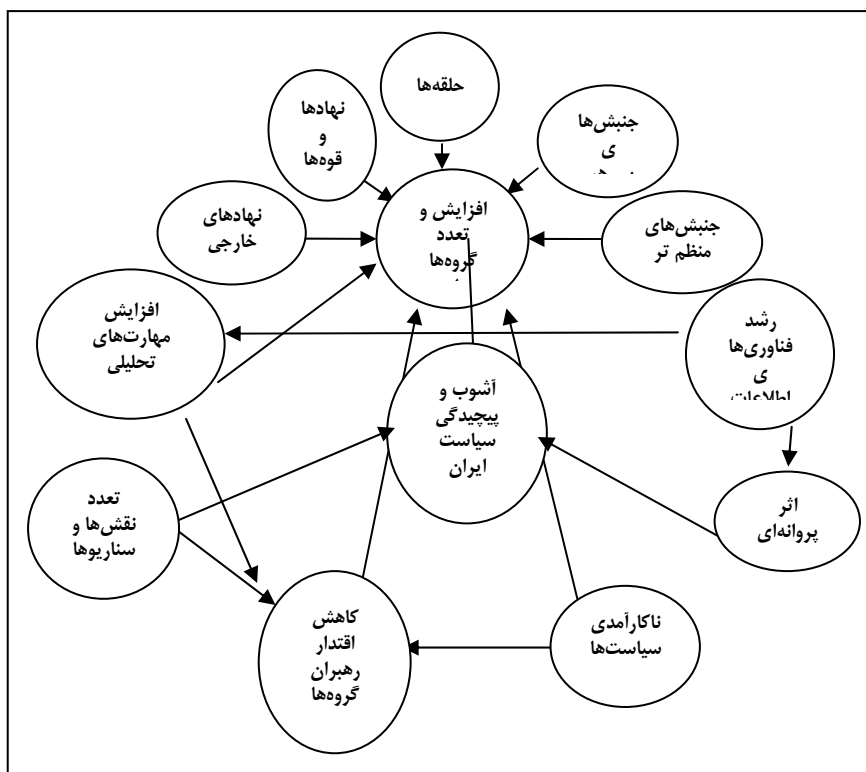 حلقه‌ها
نهادها
و
قوه‌ها
جنبش‌ها
ی
افزایش و
تعدد
گروه‌ها
نهادهای
خارجی
جنبش‌های
منظم تر
افزایش
مهارت‌های
تحلیلی
رشد
فناوری‌ها
ی
اطلاعات
آشوب و
پیچیدگی
سیاست
ایران
تعدد
نقش‌ها و
سناریوها
اثر
پروانه‌ای
کاهش
اقتدار
رهبران
گروه‌ها
ناکارآمدی
سیاست‌ها